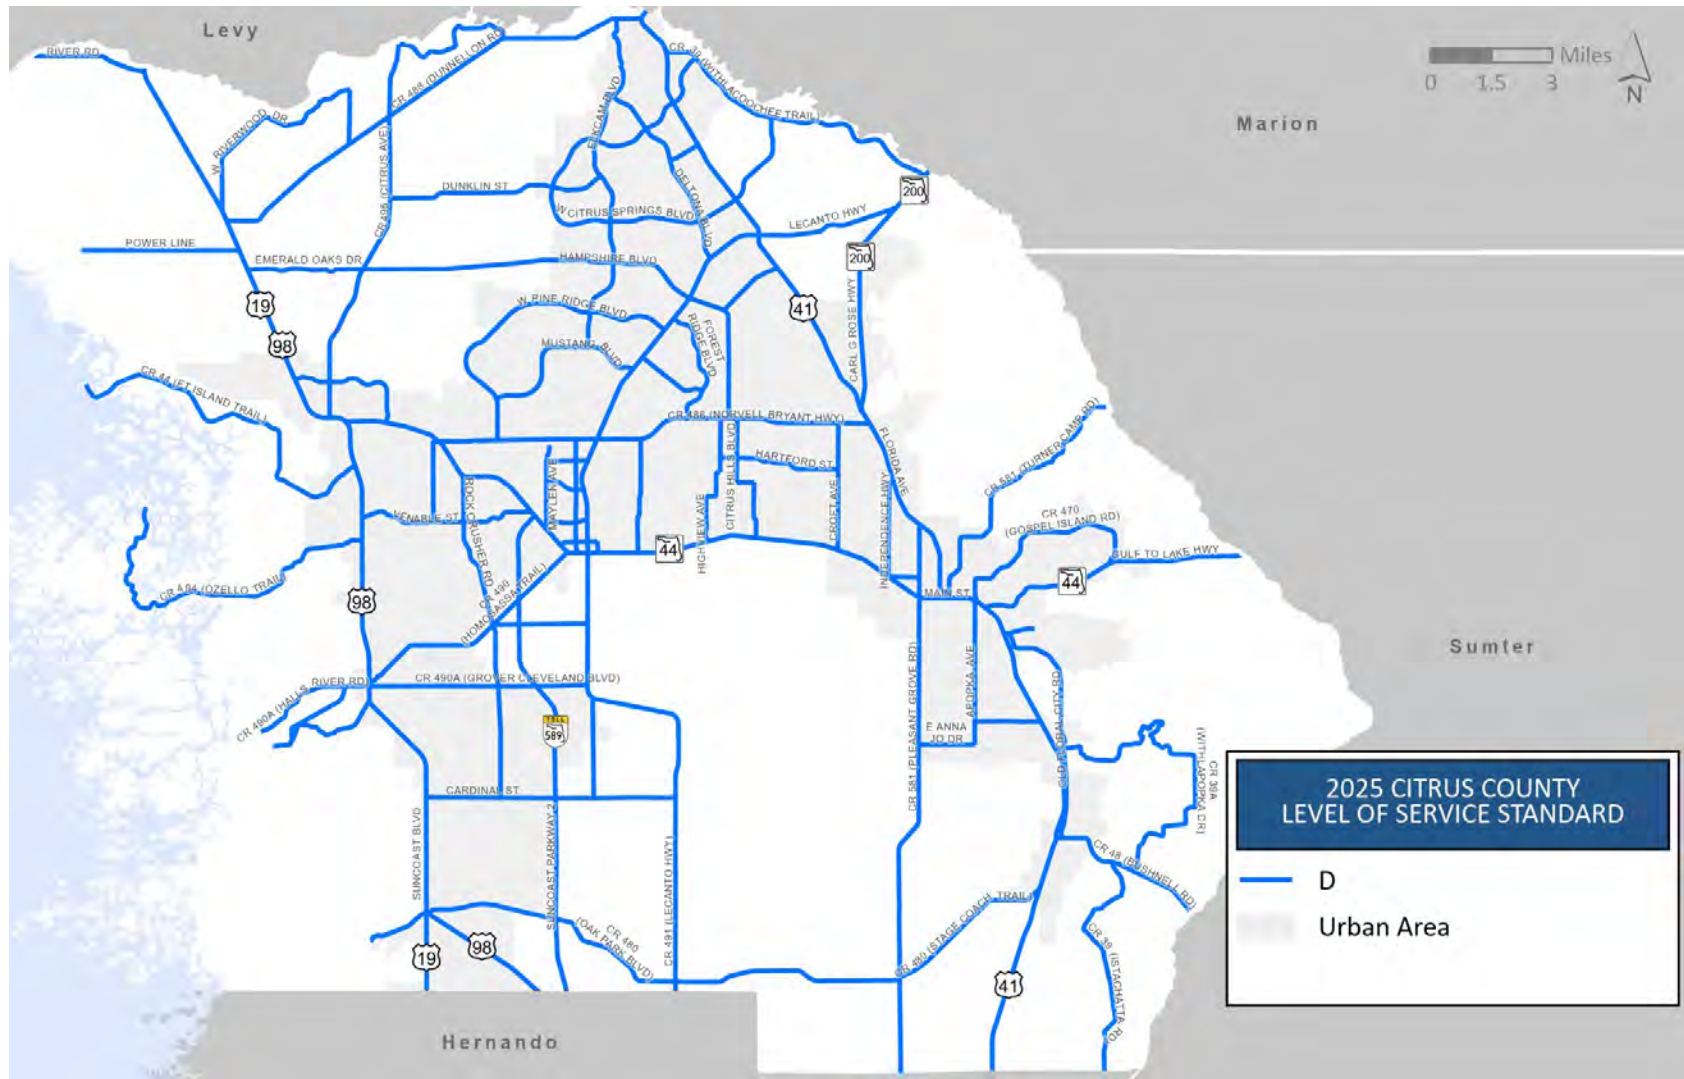 Levy
Marion
Miles
0 1.5 3
N
RIVER RD
CR 488 (DUNNELLON RD)
CR 39 (WITHLACOOCHEE TRAIL)
W RIVERWOOD DR
CR 495 (CITRUS AVE)
ELKCAM BLVD
DELTONA BLVD
DUNKLIN ST
W CITRUS SPRINGS BLVD
LECANTO HWY
200
POWER LINE
EMERALD OAKS DR
HAMPSHIRE BLVD
200
19
98
41
W PINE RIDGE BLVD
MUSTANG BLVD
FOREST
RIDGE BLVD
CARL G ROSE HWY
CR 44 (FT ISLAND TRAIL)
CR 486 (NORVELL BRYANT HWY)
CR 581 (TURNER CAMP RD)
FLORIDA AVE
HARTFORD ST
CITRUS HILLS BLVD
MAYLEN AVE
ROCK CRUSHER RD
VENABLE ST
HIGHVIEW AVE
CROFT AVE
INDEPENDENCE HWY
CR 470
(GOSPEL ISLAND RD)
GULF TO LAKE HWY
44
44
CR 494 (OZELLO TRAIL)
98
CR 490
(HOMOSASSA TRAIL)
MAIN ST
Sumter
CR 490A (HALLS RIVER RD)
CR 490A (GROVER CLEVELAND BLVD)
CR 581 (PLEASANT GROVE RD)
APOPKA AVE
OLD FLORAL CITY RD
TOLL
589
E ANNA
JO DR
CR 39A
(WITHLAPOPKA DR)
CARDINAL ST
SUNCOAST BLVD
SUNCOAST PARKWAY 2
CR 491 (LECANTO HWY)
CR 48 (BUSHNELL RD)
CR 480
(OAK PARK BLVD)
CR 480 (STAGE COACH TRAIL)
CR 39 (ISTACHATTA RD)
19
98
41
Hernando
2025 CITRUS COUNTY
LEVEL OF SERVICE STANDARD
D
Urban Area